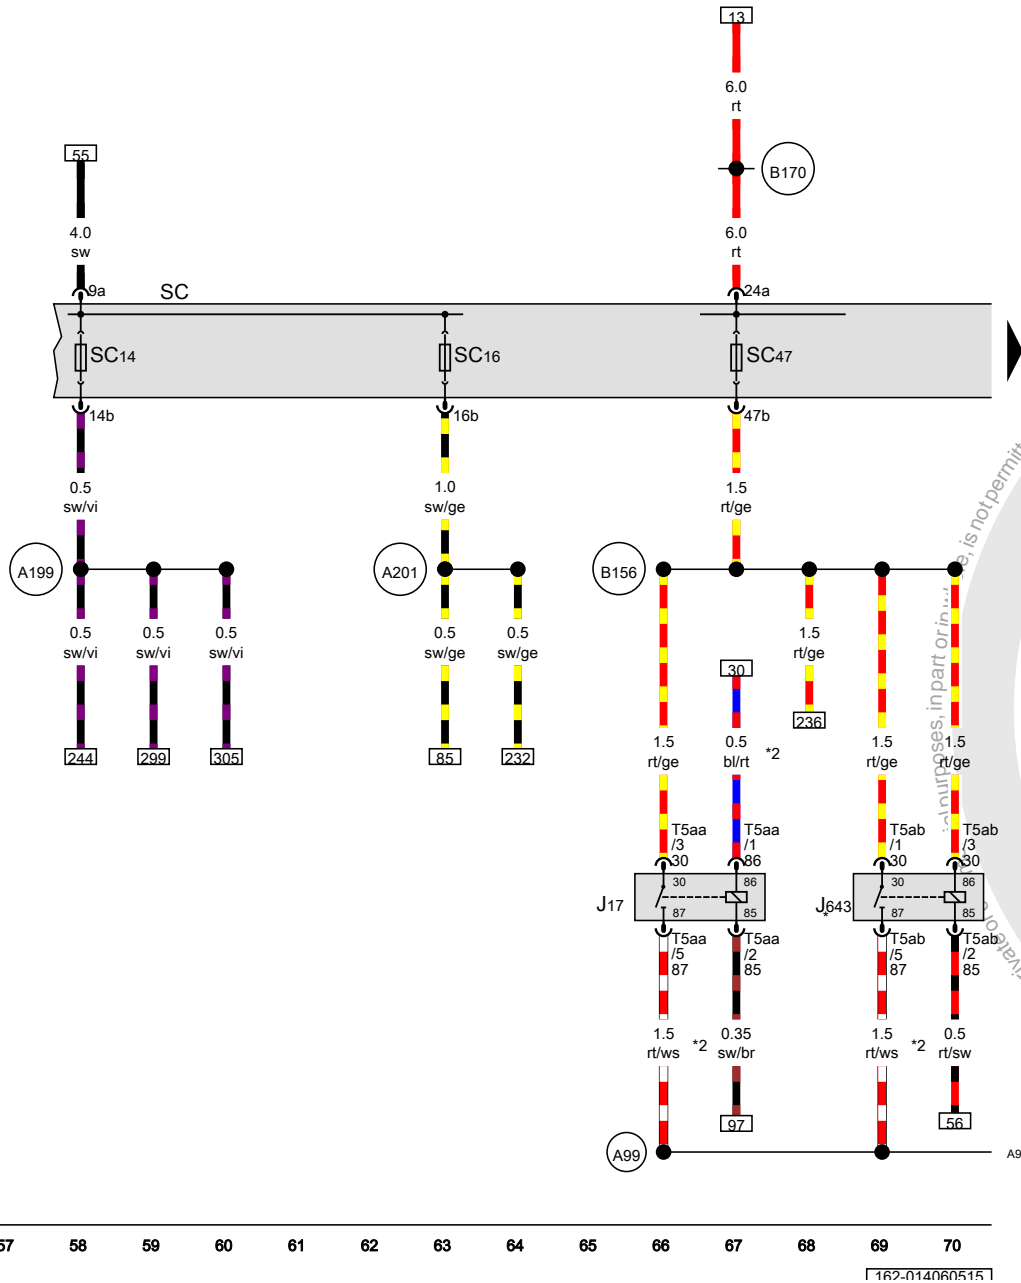 13
6.0
rt
B170
55
4.0
sw
6.0
rt
9a
SC
24a
SC14
SC16
SC47
14b
16b
47b
0.5
sw/vi
1.0
sw/ge
1.5
rt/ge
A199
A201
B156
0.5
sw/vi
0.5
sw/vi
0.5
sw/vi
0.5
sw/ge
0.5
sw/ge
1.5
rt/ge
30
236
244
299
305
85
232
1.5
rt/ge
0.5
bl/rt
*2
1.5
rt/ge
1.5
rt/ge
T5aa
/3
30
T5aa
/1
86
T5ab
/1
30
T5ab
/3
30
J17
30
86
87
85
J643
*
30
86
87
85
T5aa
/5
87
T5aa
/2
85
T5ab
/5
87
T5ab
/2
85
1.5
rt/ws
*2
0.35
sw/br
1.5
rt/ws
*2
0.5
rt/sw
97
56
A99
57 58 59 60 61 62 63 64 65 66 67 68 69 70
162-014060515
purposes, in part or in
is not permitt